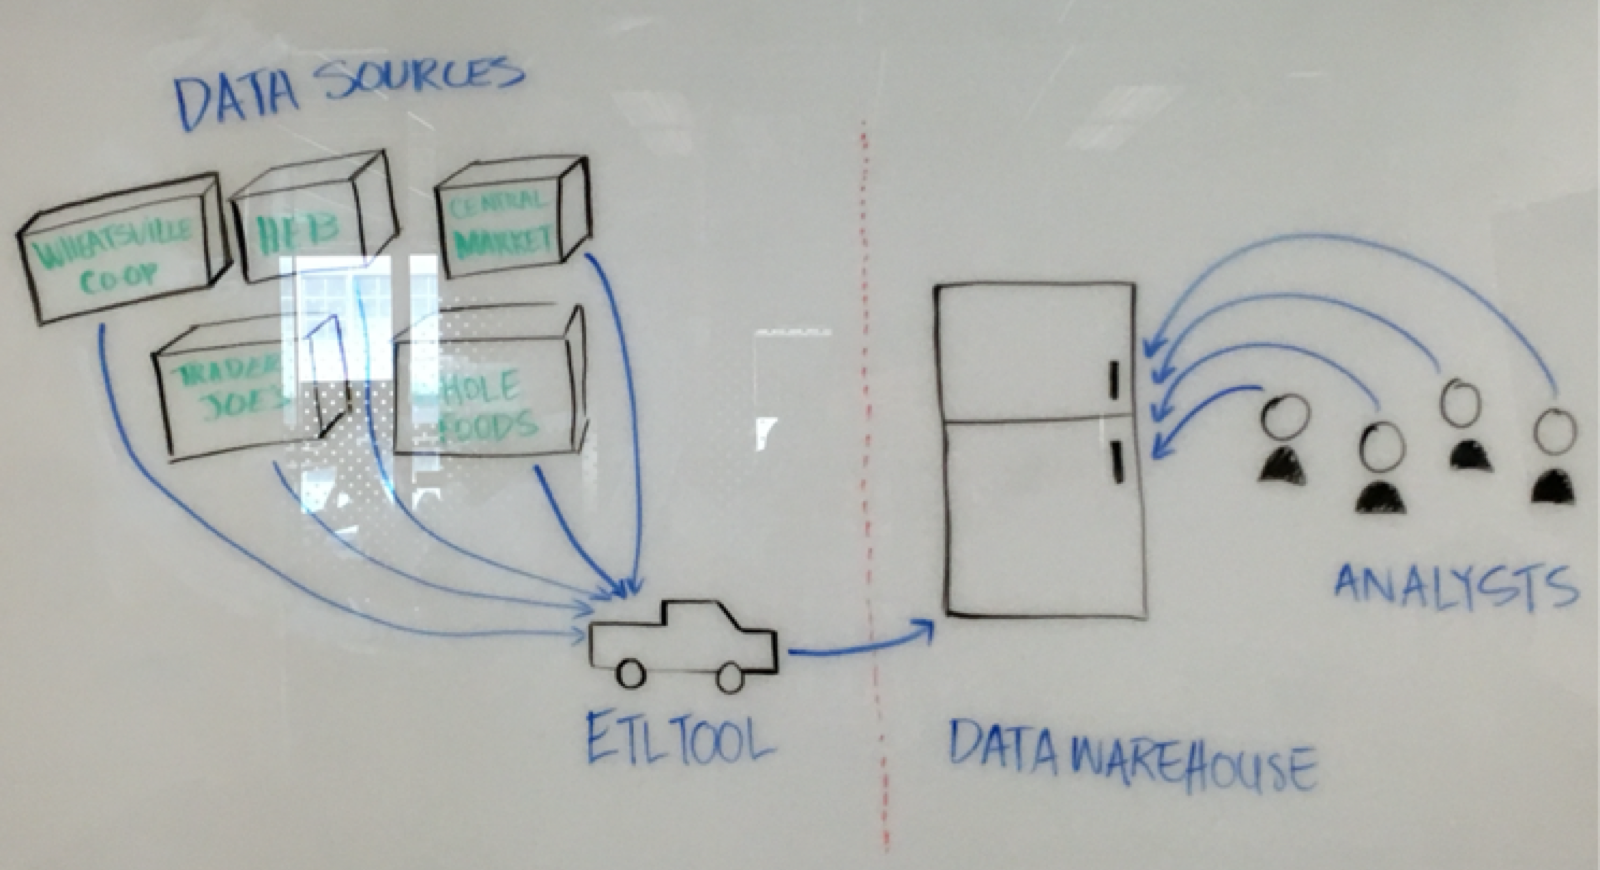 DATA SOURCES
WHEATSVILLE
CO-OP
HEB
CENTRAL
MARKET
TRADER
JOE'S
HOLE
FOODS
ETL TOOL
DATA WAREHOUSE
ANALYSTS